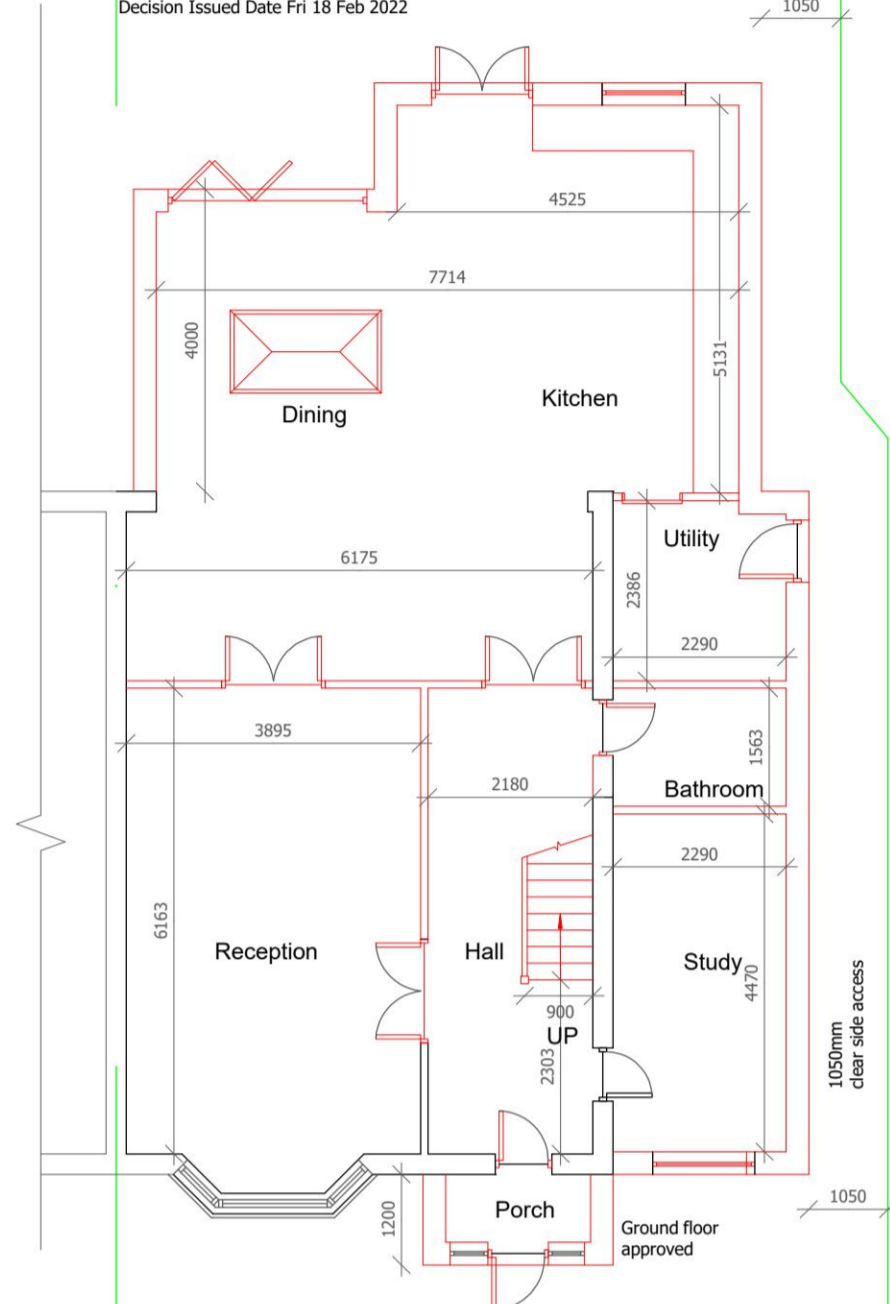 Decision Issued Date Fri 18 Feb 2022
1050
4525
7714
4000
5131
Dining
Kitchen
Utility
6175
2386
2290
3895
1563
2180
Bathroom
2290
6163
Reception
Hall
Study
4470
900
UP
2303
1050mm
clear side access
1200
Porch
1050
Ground floor
approved